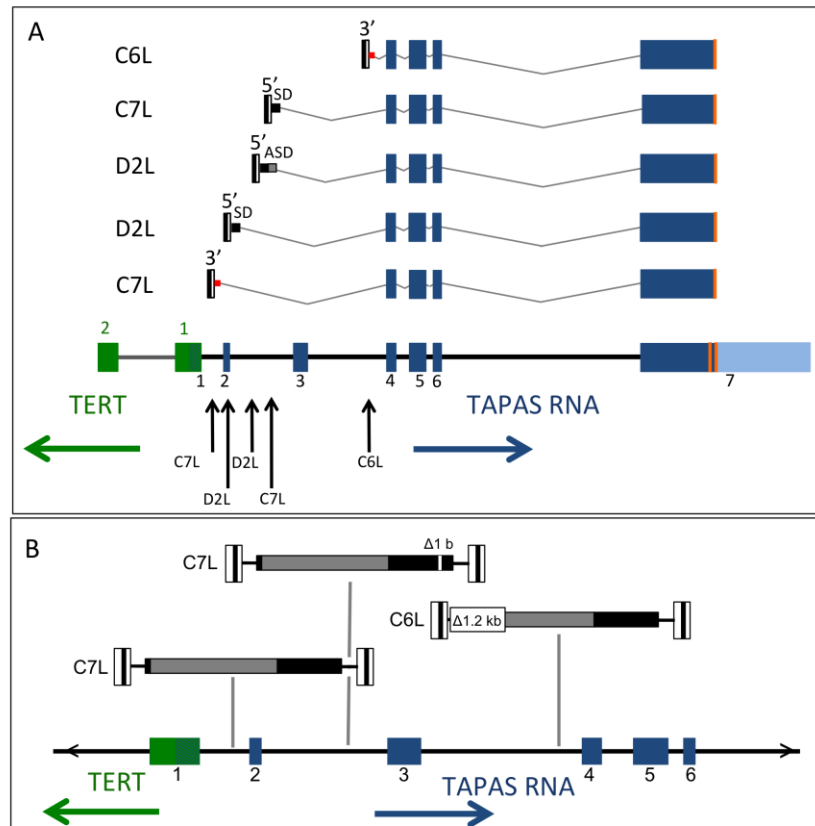 A
C6L 3’
C7L 5’ SD
D2L 5’ ASD
D2L 5’ SD
C7L 3’
2 1
1 2 3 4 5 6 7
TERT TAPAS RNA
C7L D2L C6L
D2L C7L
B
C7L Δ1 b
C6L Δ1.2 kb
C7L
1 2 3 4 5 6
TERT TAPAS RNA